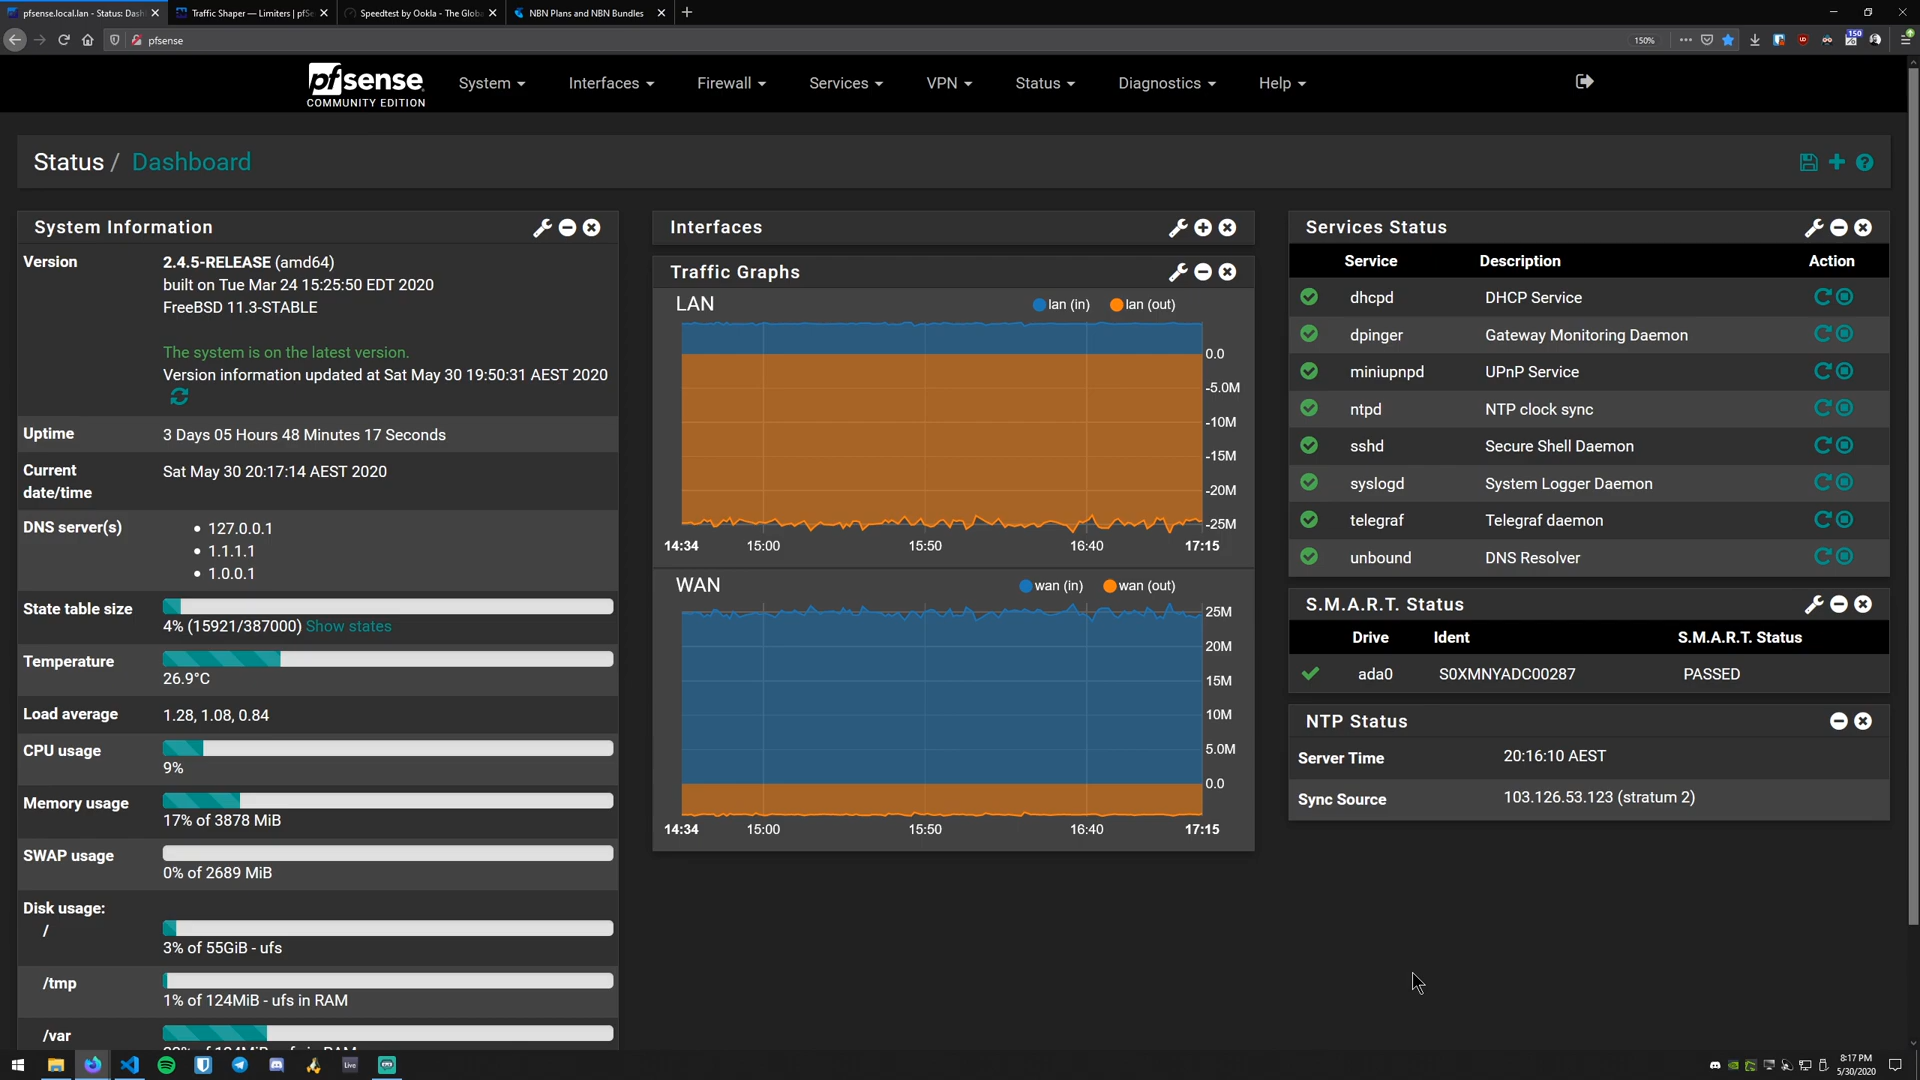 pfsense.local.lan - Status: Dash
Traffic Shaper — Limiters | pfSe
Speedtest by Ookla - The Globa
NBN Plans and NBN Bundles
pfsense
150%
150
pfsense
COMMUNITY EDITION
System
Interfaces
Firewall
Services
VPN
Status
Diagnostics
Help
Status / Dashboard
System Information
Version
2.4.5-RELEASE (amd64)
built on Tue Mar 24 15:25:50 EDT 2020
FreeBSD 11.3-STABLE
The system is on the latest version.
Version information updated at Sat May 30 19:50:31 AEST 2020
Uptime
3 Days 05 Hours 48 Minutes 17 Seconds
Current date/time
Sat May 30 20:17:14 AEST 2020
DNS server(s)
127.0.0.1
1.1.1.1
1.0.0.1
State table size
4% (15921/387000) Show states
Temperature
26.9°C
Load average
1.28, 1.08, 0.84
CPU usage
9%
Memory usage
17% of 3878 MiB
SWAP usage
0% of 2689 MiB
Disk usage:
/
3% of 55GiB - ufs
/tmp
1% of 124MiB - ufs in RAM
/var
Interfaces
Traffic Graphs
LAN
lan (in)
lan (out)
0.0
-5.0M
-10M
-15M
-20M
-25M
14:34
15:00
15:50
16:40
17:15
WAN
wan (in)
wan (out)
25M
20M
15M
10M
5.0M
0.0
14:34
15:00
15:50
16:40
17:15
Services Status
Service Description Action
dhcpd DHCP Service
dpinger Gateway Monitoring Daemon
miniupnpd UPnP Service
ntpd NTP clock sync
sshd Secure Shell Daemon
syslogd System Logger Daemon
telegraf Telegraf daemon
unbound DNS Resolver
S.M.A.R.T. Status
Drive Ident S.M.A.R.T. Status
ada0 S0XMNYADC00287 PASSED
NTP Status
Server Time 20:16:10 AEST
Sync Source 103.126.53.123 (stratum 2)
Live
8:17 PM
5/30/2020